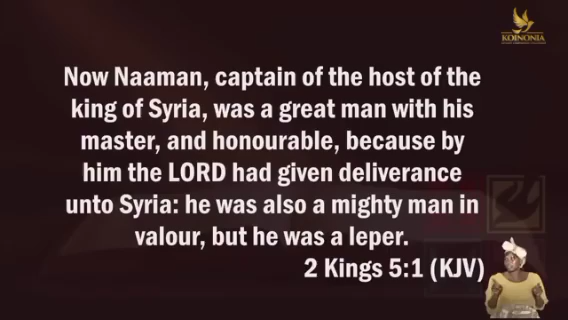 KOINONIA
Now Naaman, captain of the host of the
king of Syria, was a great man with his
master, and honourable, because by
him the LORD had given deliverance
unto Syria: he was also a mighty man in
valour, but he was a leper.
2 Kings 5:1 (KJV)